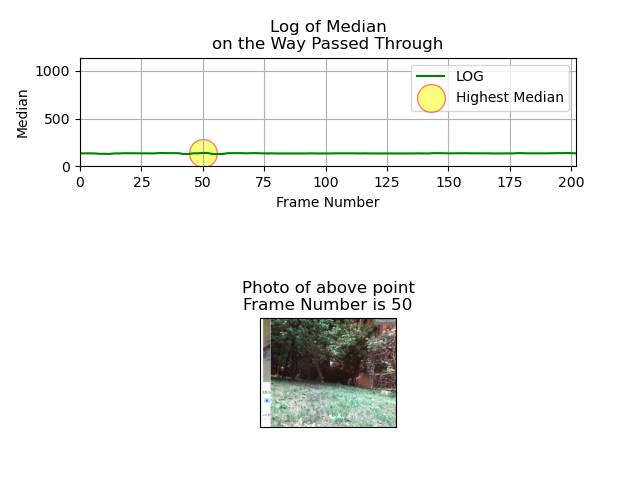 Log of Median
on the Way Passed Through
Median
1000
500
0
LOG
Highest Median
0 25 50 75 100 125 150 175 200
Frame Number
Photo of above point
Frame Number is 50